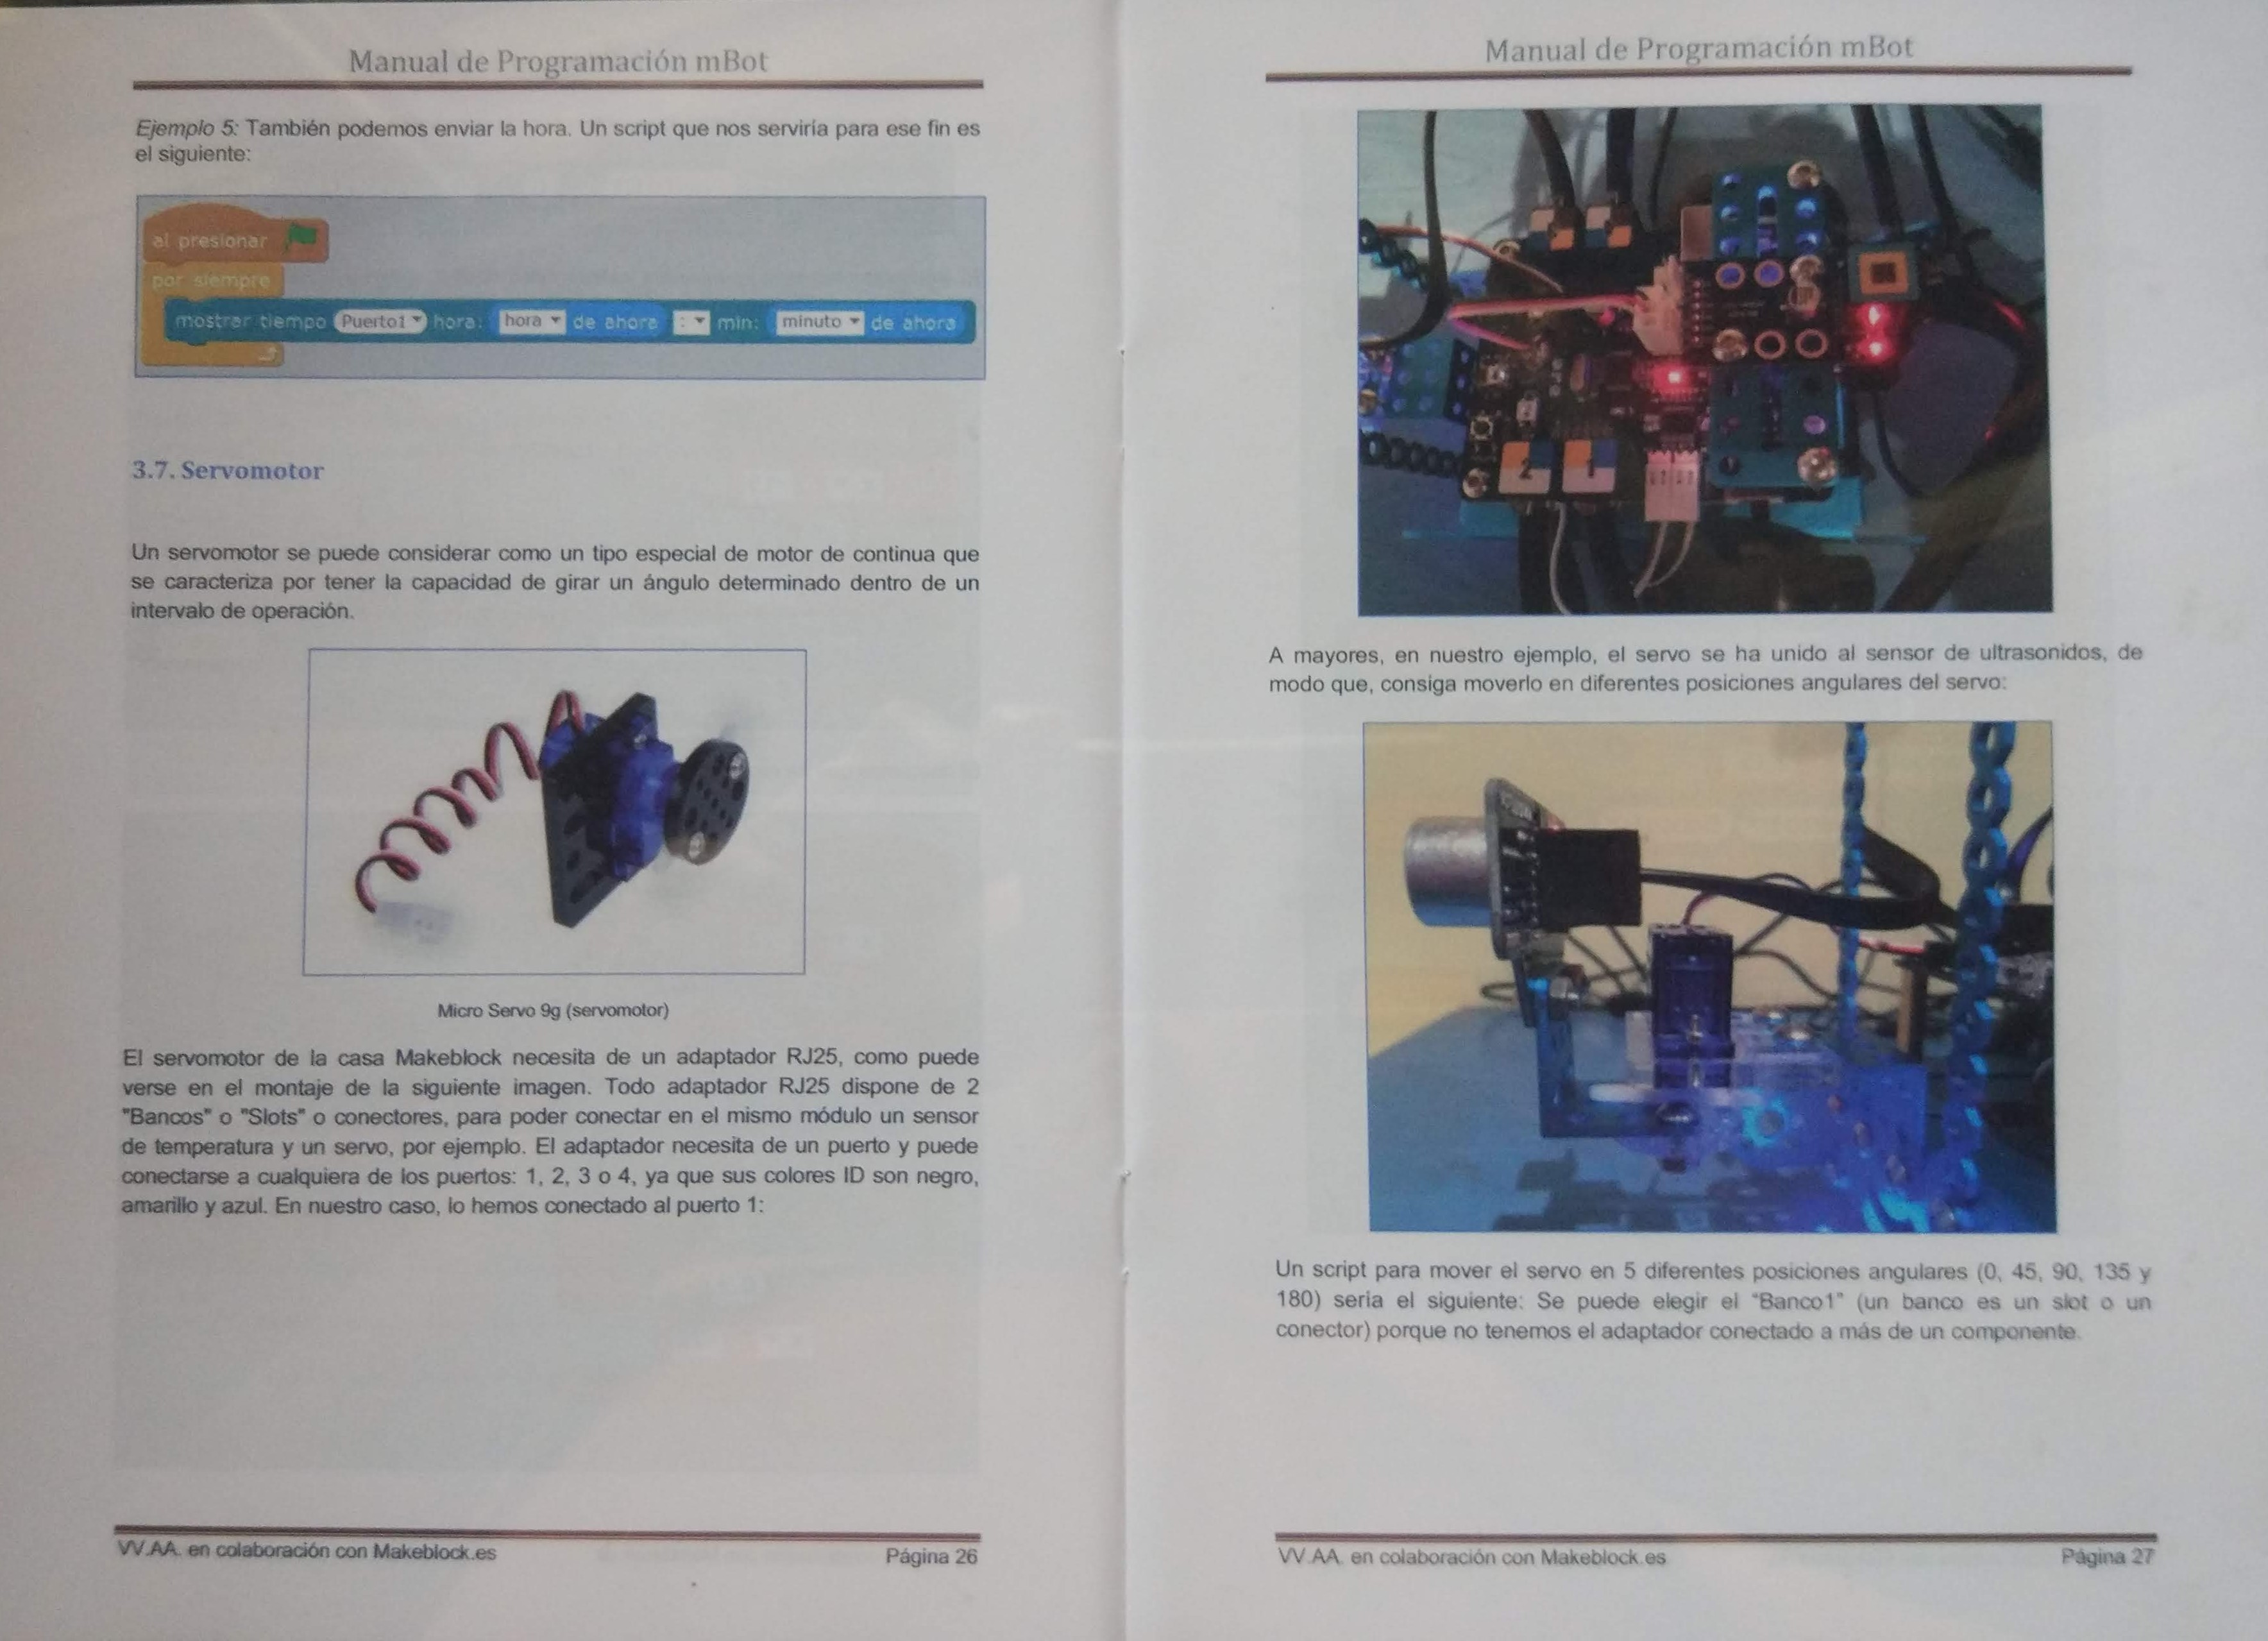 Manual de Programación mBot
Ejemplo 5: También podemos enviar la hora. Un script que nos serviría para ese fin es
el siguiente:
al presionar
por siempre
mostrar tiempo Puerto1 hora: hora de ahora : min: minuto de ahora
3.7. Servomotor
Un servomotor se puede considerar como un tipo especial de motor de continua que
se caracteriza por tener la capacidad de girar un ángulo determinado dentro de un
intervalo de operación.
Micro Servo 9g (servomotor)
El servomotor de la casa Makeblock necesita de un adaptador RJ25, como puede
verse en el montaje de la siguiente imagen. Todo adaptador RJ25 dispone de 2
"Bancos" o "Slots" o conectores, para poder conectar en el mismo módulo un sensor
de temperatura y un servo, por ejemplo. El adaptador necesita de un puerto y puede
conectarse a cualquiera de los puertos: 1, 2, 3 o 4, ya que sus colores ID son negro,
amarillo y azul. En nuestro caso, lo hemos conectado al puerto 1:
VV.AA. en colaboración con Makeblock.es
Página 26
Manual de Programación mBot
2 1
A mayores, en nuestro ejemplo, el servo se ha unido al sensor de ultrasonidos, de
modo que, consiga moverlo en diferentes posiciones angulares del servo:
Un script para mover el servo en 5 diferentes posiciones angulares (0, 45, 90, 135 y
180) sería el siguiente: Se puede elegir el "Banco1" (un banco es un slot o un
conector) porque no tenemos el adaptador conectado a más de un componente.
VV.AA. en colaboración con Makeblock.es
Página 27